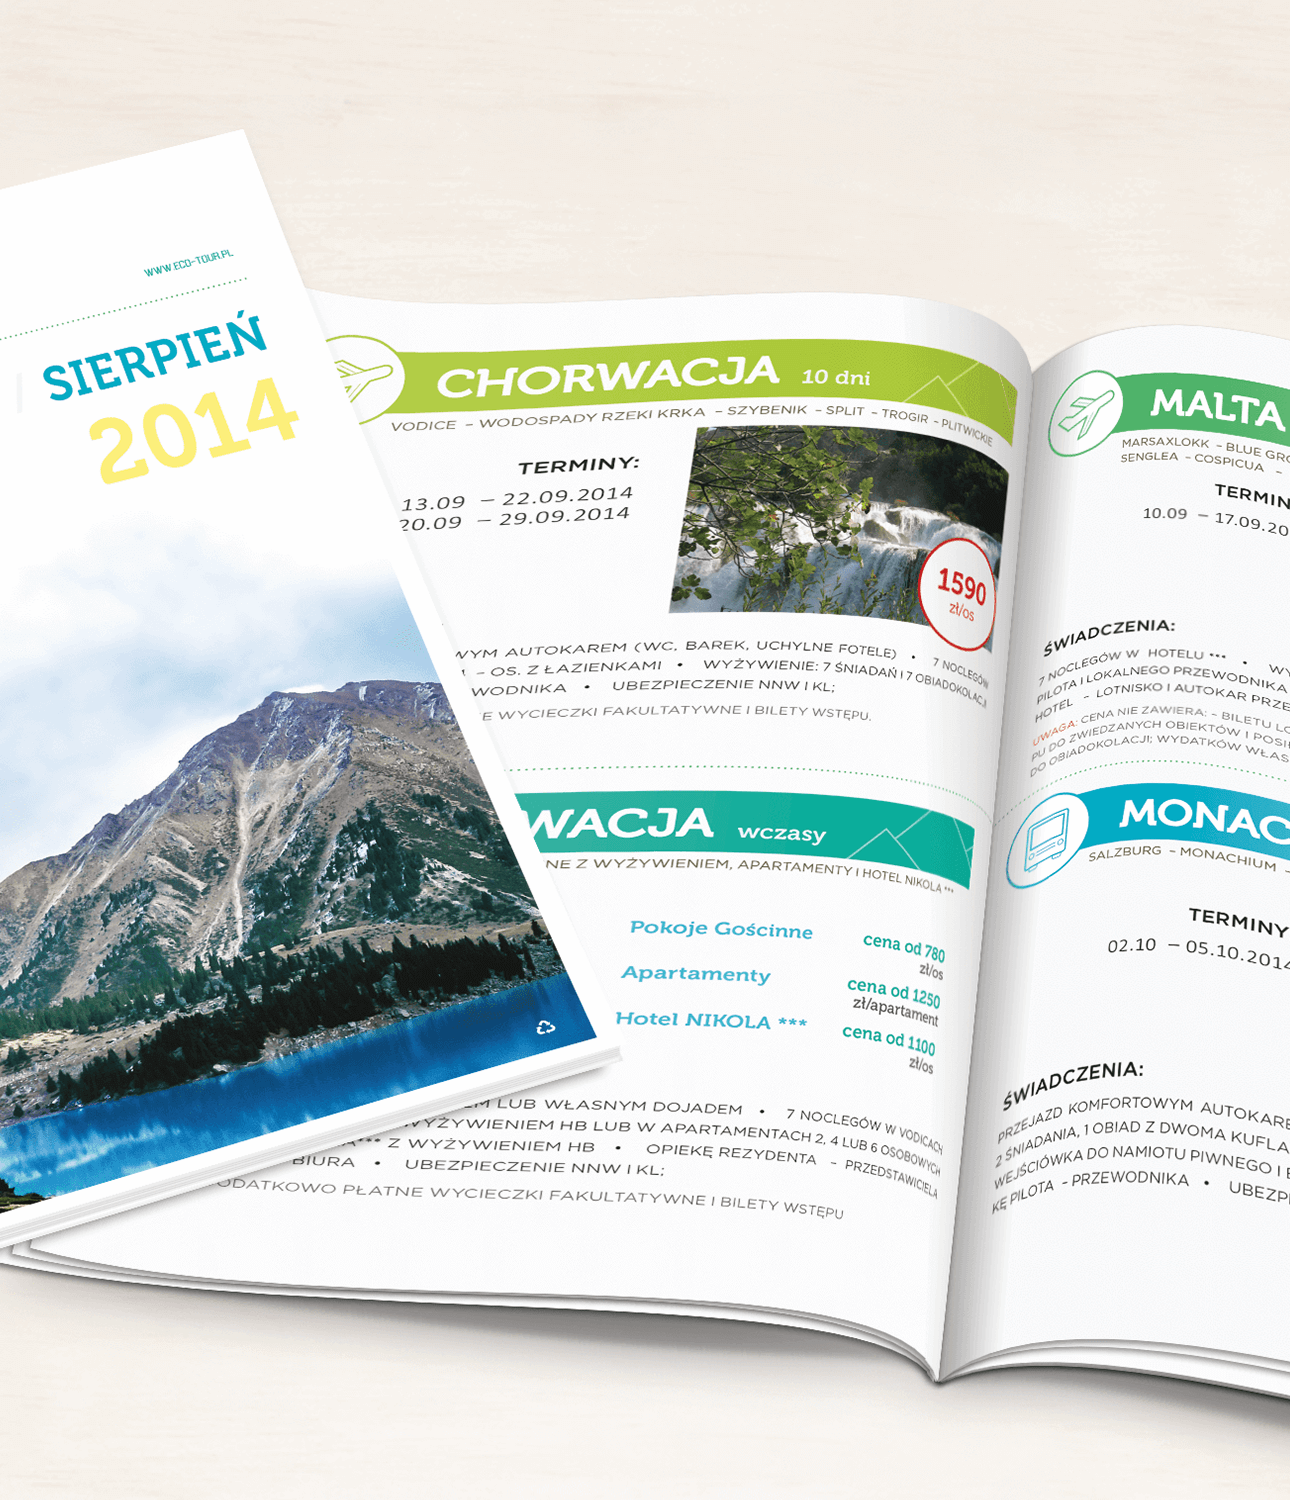 WWW.ECO-TOUR.PL
SIERPIEŃ
2014
CHORWACJA 10 dni
VODICE – WODOSPADY RZEKI KRKA – SZYBENIK – SPLIT – TROGIR – PLITWICKIE
TERMINY:
13.09 – 22.09.2014
20.09 – 29.09.2014
1590
zł/os
WYM AUTOKAREM (WC, BAREK, UCHYLNE FOTELE) • 7 NOCLEGÓW
– OS. Z ŁAZIENKAMI • WYŻYWIENIE: 7 ŚNIADAŃ I 7 OBIADOKOLACJI
WODNIKA • UBEZPIECZENIE NNW I KL;
E WYCIECZKI FAKULTATYWNE I BILETY WSTĘPU.
WACJA wczasy
NE Z WYŻYWIENIEM, APARTAMENTY I HOTEL NIKOLA ***
Pokoje Gościnne cena od 780
zł/os
Apartamenty cena od 1250
zł/apartament
Hotel NIKOLA *** cena od 1100
zł/os
EM LUB WŁASNYM DOJADEM • 7 NOCLEGÓW W VODICACH
WYŻYWIENIEM HB LUB W APARTAMENTACH 2, 4 LUB 6 OSOBOWYCH
*** Z WYŻYWIENIEM HB • OPIEKĘ REZYDENTA – PRZEDSTAWICIELA
BIURA • UBEZPIECZENIE NNW I KL;
ODATKOWO PŁATNE WYCIECZKI FAKULTATYWNE I BILETY WSTĘPU
MALTA
MARSAXLOKK – BLUE GRO
SENGLEA – COSPICUA –
TERMIN
10.09 – 17.09.20
ŚWIADCZENIA:
7 NOCLEGÓW W HOTELU *** • WY
PILOTA I LOKALNEGO PRZEWODNIKA
HOTEL – LOTNISKO I AUTOKAR PRZE
UWAGA: CENA NIE ZAWIERA: – BILETU LO
PU DO ZWIEDZANYCH OBIEKTÓW I POSIŁ
DO OBIADOKOLACJI; WYDATKÓW WŁAS
MONAC
SALZBURG – MONACHIUM –
TERMINY
02.10 – 05.10.2014
ŚWIADCZENIA:
PRZEJAZD KOMFORTOWYM AUTOKARE
2 ŚNIADANIA, 1 OBIAD Z DWOMA KUFLA
WEJŚCIÓWKA DO NAMIOTU PIWNEGO I
KĘ PILOTA – PRZEWODNIKA • UBEZPI